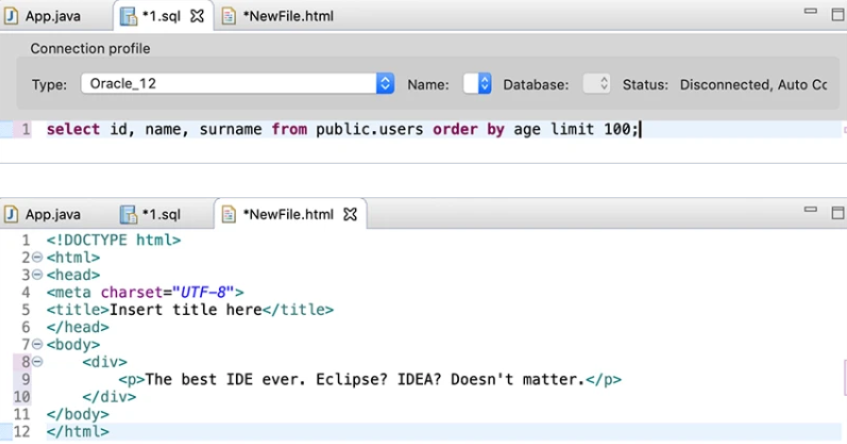 App.java *1.sql *NewFile.html
Connection profile
Type: Oracle_12 Name: Database: Status: Disconnected, Auto Co
1 select id, name, surname from public.users order by age limit 100;
App.java *1.sql *NewFile.html
1 <!DOCTYPE html>
2 <html>
3 <head>
4 <meta charset="UTF-8">
5 <title>Insert title here</title>
6 </head>
7 <body>
8 <div>
9 <p>The best IDE ever. Eclipse? IDEA? Doesn't matter.</p>
10 </div>
11 </body>
12 </html>